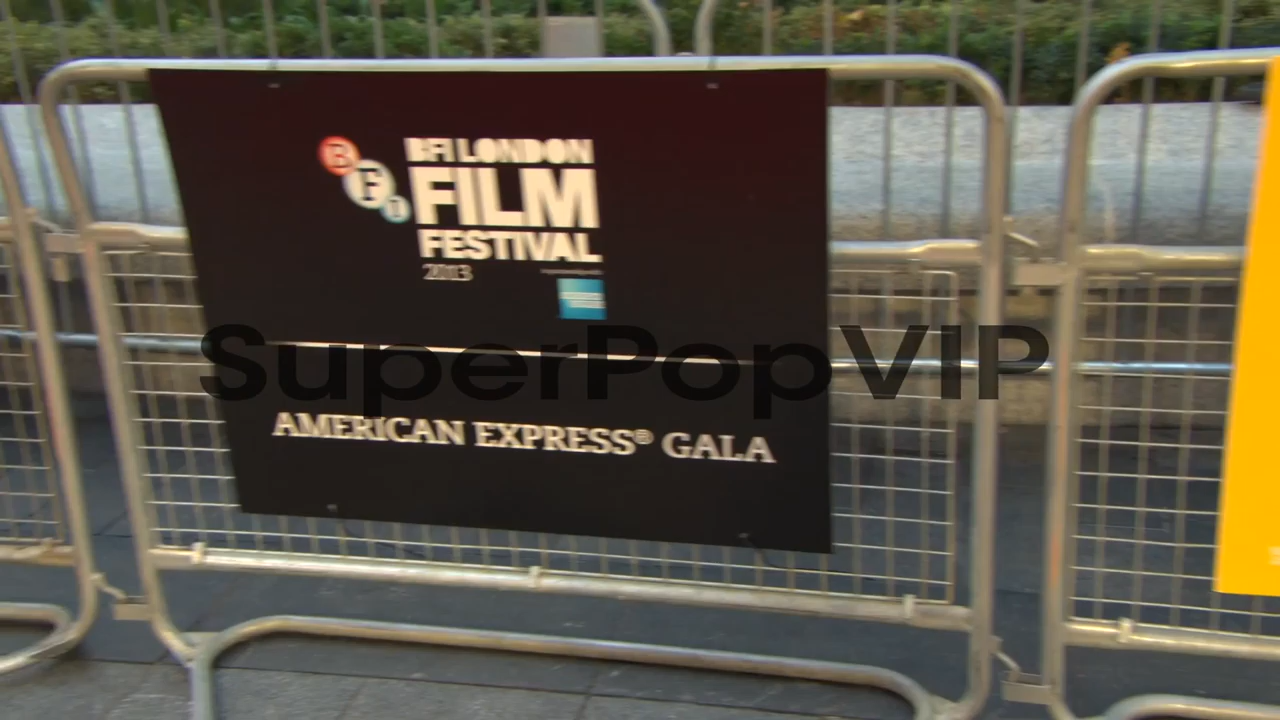 B
F
I
BFI LONDON
FILM
FESTIVAL
2013
SuperPopVIP
AMERICAN EXPRESS® GALA